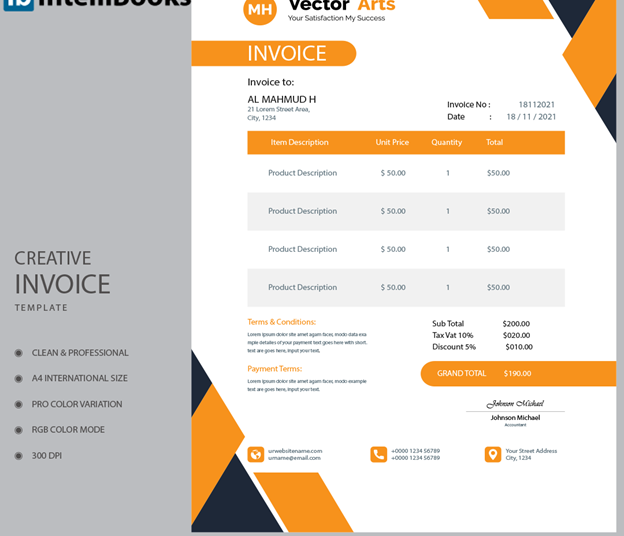 MH
Vector Arts
Your Satisfaction My Success
INVOICE
Invoice to:
AL MAHMUD H
21 Lorem Street Area,
City, 1234
Invoice No : 18112021
Date : 18 / 11 / 2021
Item Description Unit Price Quantity Total
Product Description $ 50.00 1 $50.00
Product Description $ 50.00 1 $50.00
Product Description $ 50.00 1 $50.00
Product Description $ 50.00 1 $50.00
Terms & Conditions:
Lorem ipsum dolor site amet agam faces, modo data exa
mple detailes of your payment text goes here with short.
text are goes here, input your text.
Payment Terms:
Lorem ipsum dolor site amet agam faces, modo example
text are goes here, input your text.
Sub Total $200.00
Tax Vat 10% $020.00
Discount 5% $010.00
GRAND TOTAL $190.00
Johnson Michael
Johnson Michael
Accountant
urwebsitename.com
urname@email.com
+0000 1234 56789
+0000 1234 56789
Your Street Address
City, 1234
CREATIVE
INVOICE
TEMPLATE
CLEAN & PROFESSIONAL
A4 INTERNATIONAL SIZE
PRO COLOR VARIATION
RGB COLOR MODE
300 DPI